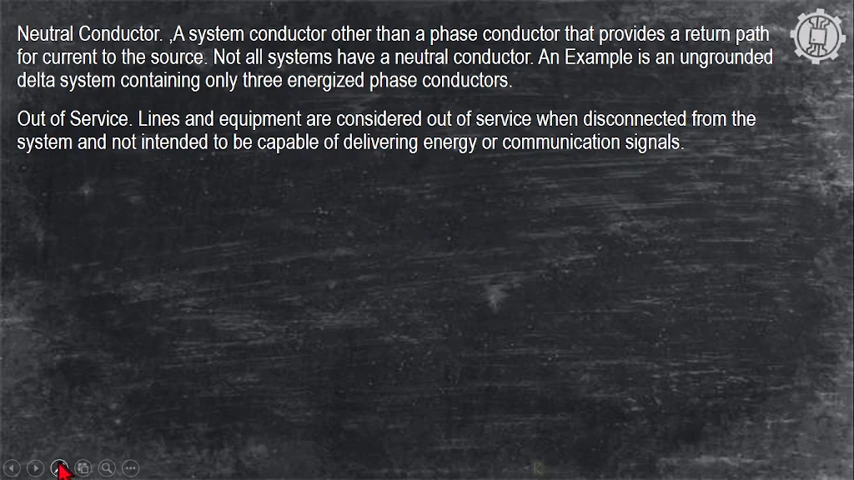 Neutral Conductor. ,A system conductor other than a phase conductor that provides a return path
for current to the source. Not all systems have a neutral conductor. An Example is an ungrounded
delta system containing only three energized phase conductors.
Out of Service. Lines and equipment are considered out of service when disconnected from the
system and not intended to be capable of delivering energy or communication signals.